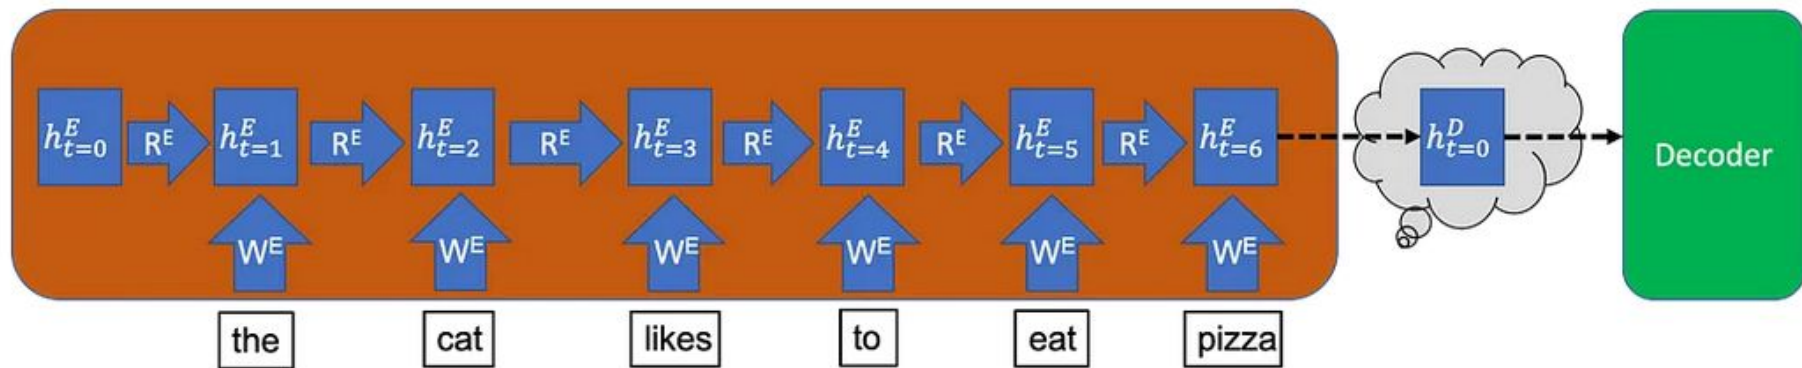 h^E_{t=0} R^E h^E_{t=1} R^E h^E_{t=2} R^E h^E_{t=3} R^E h^E_{t=4} R^E h^E_{t=5} R^E h^E_{t=6} h^D_{t=0} Decoder
W^E W^E W^E W^E W^E W^E
the cat likes to eat pizza